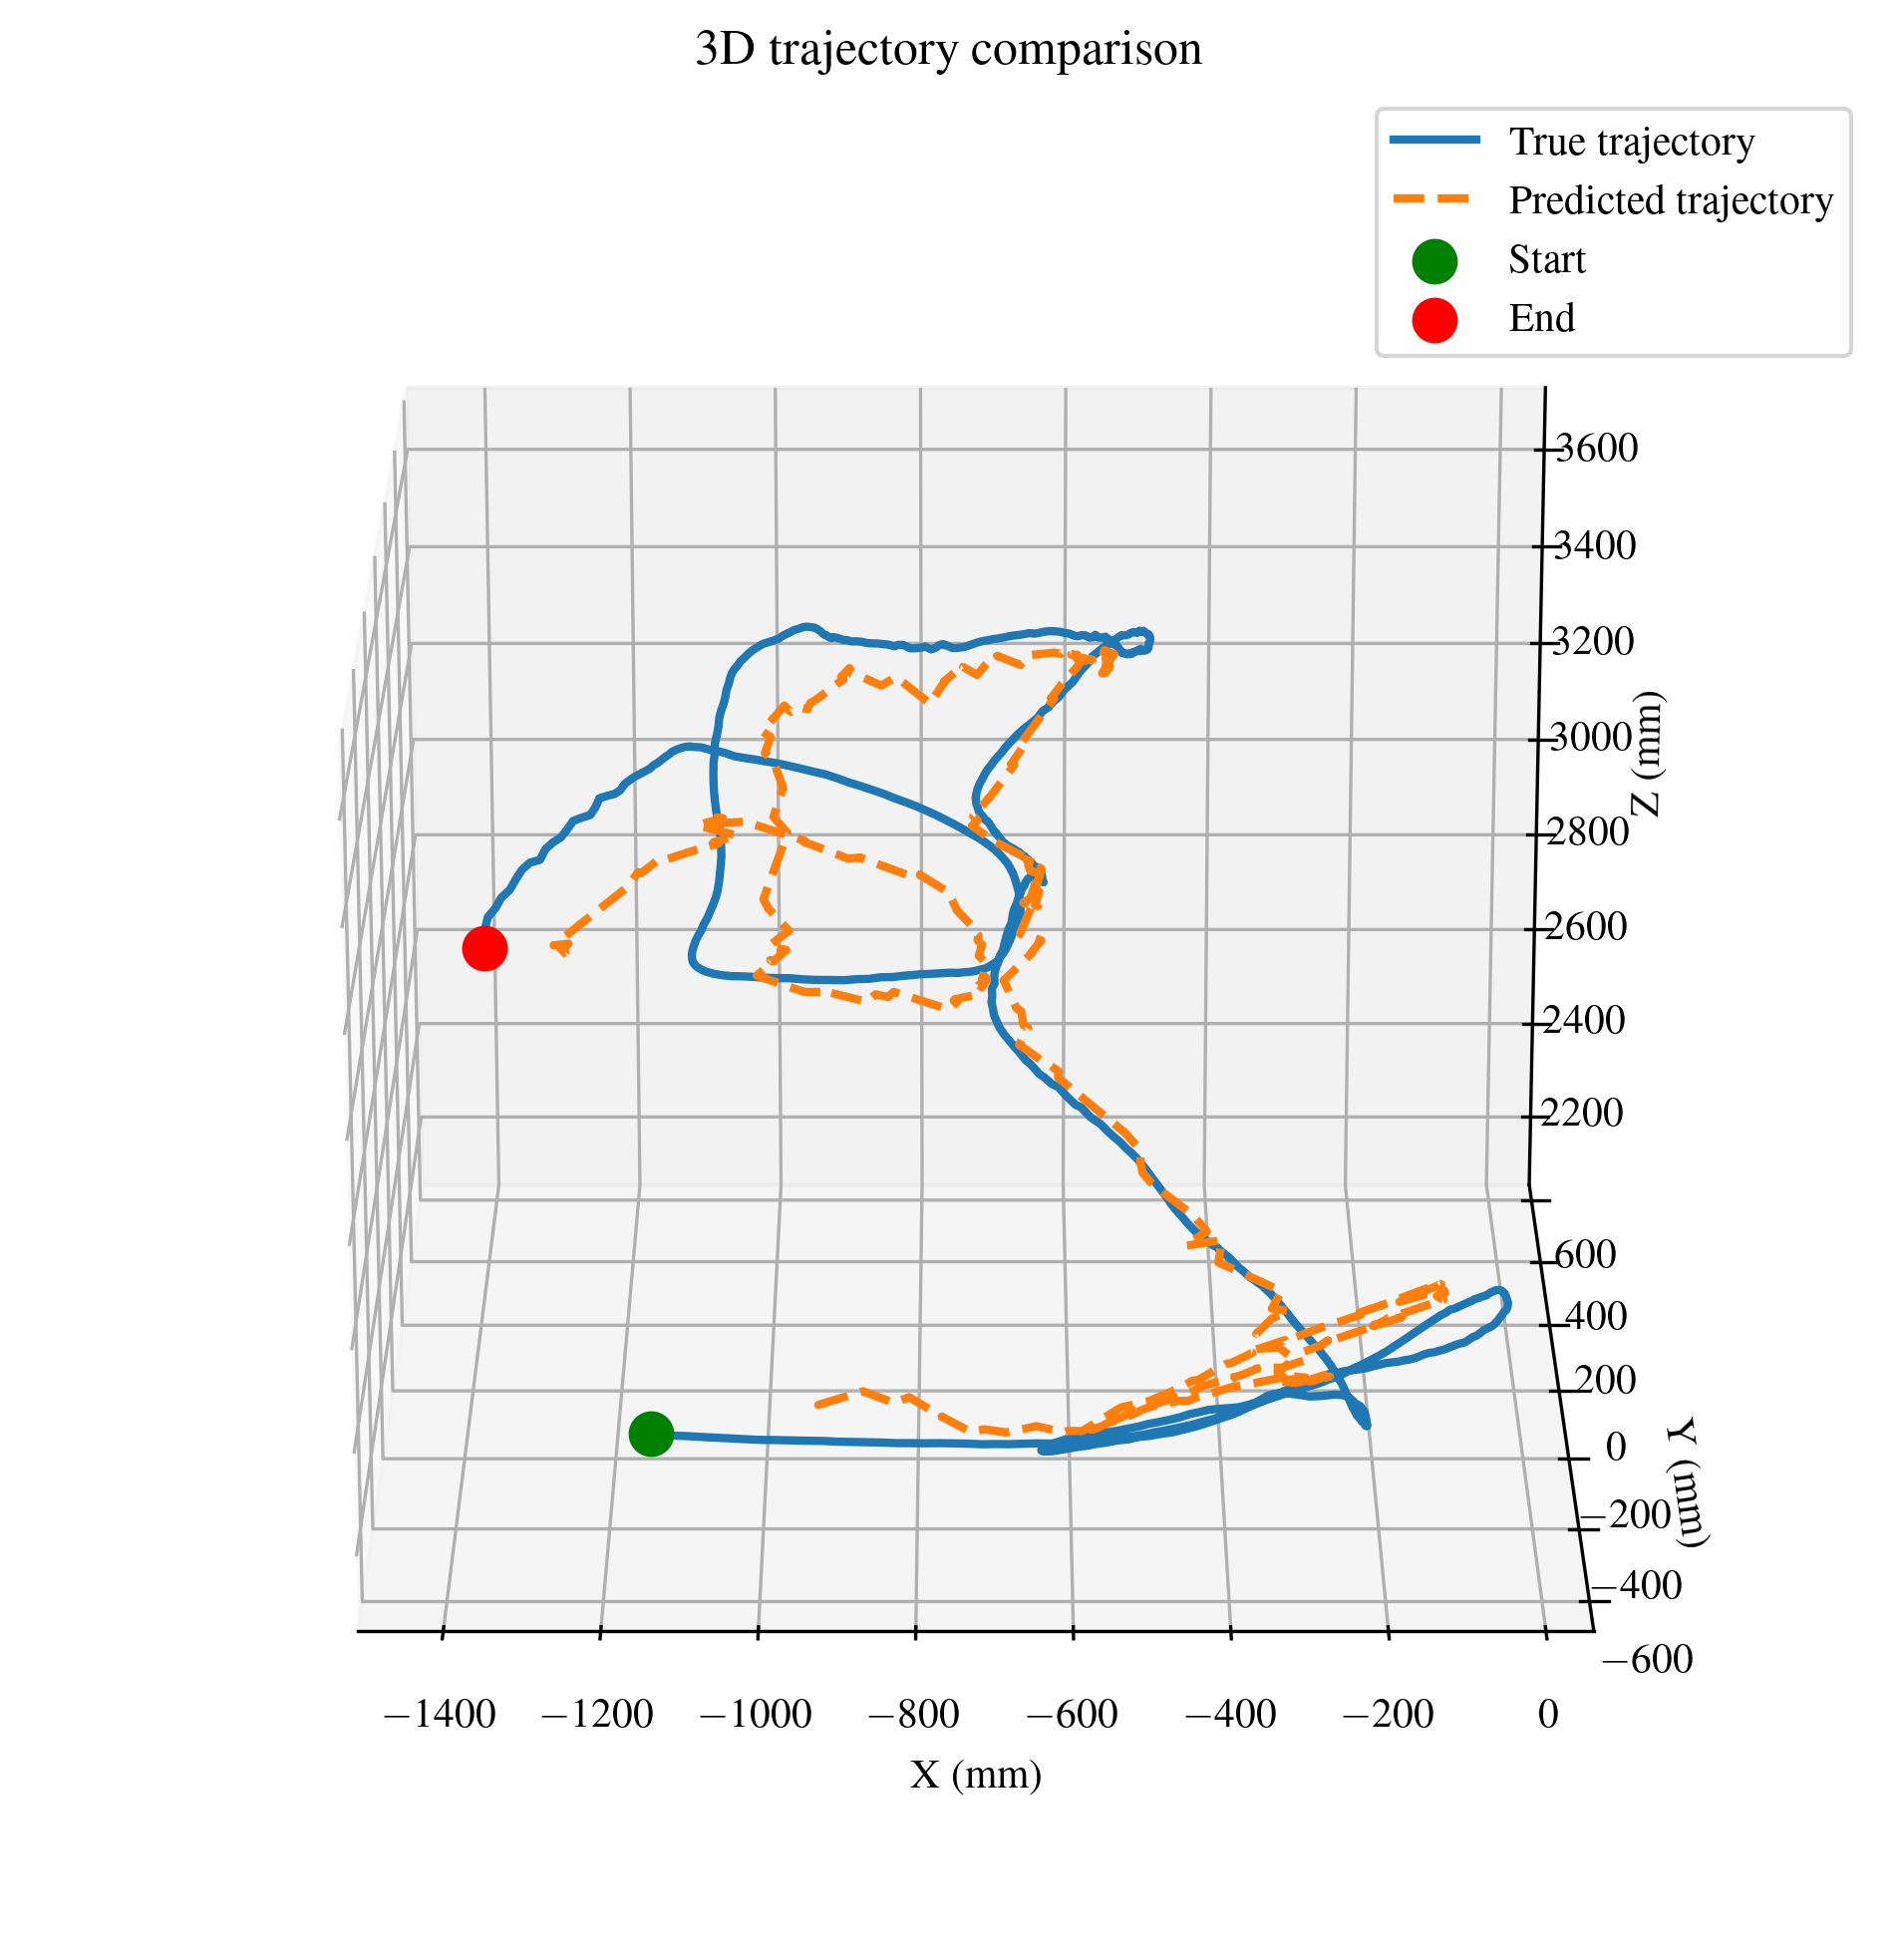 3D trajectory comparison
True trajectory
Predicted trajectory
Start
End
3600
3400
3200
3000
2800
2600
2400
2200
Z (mm)
600
400
200
0
−200
−400
−600
Y (mm)
−1400 −1200 −1000 −800 −600 −400 −200 0
X (mm)